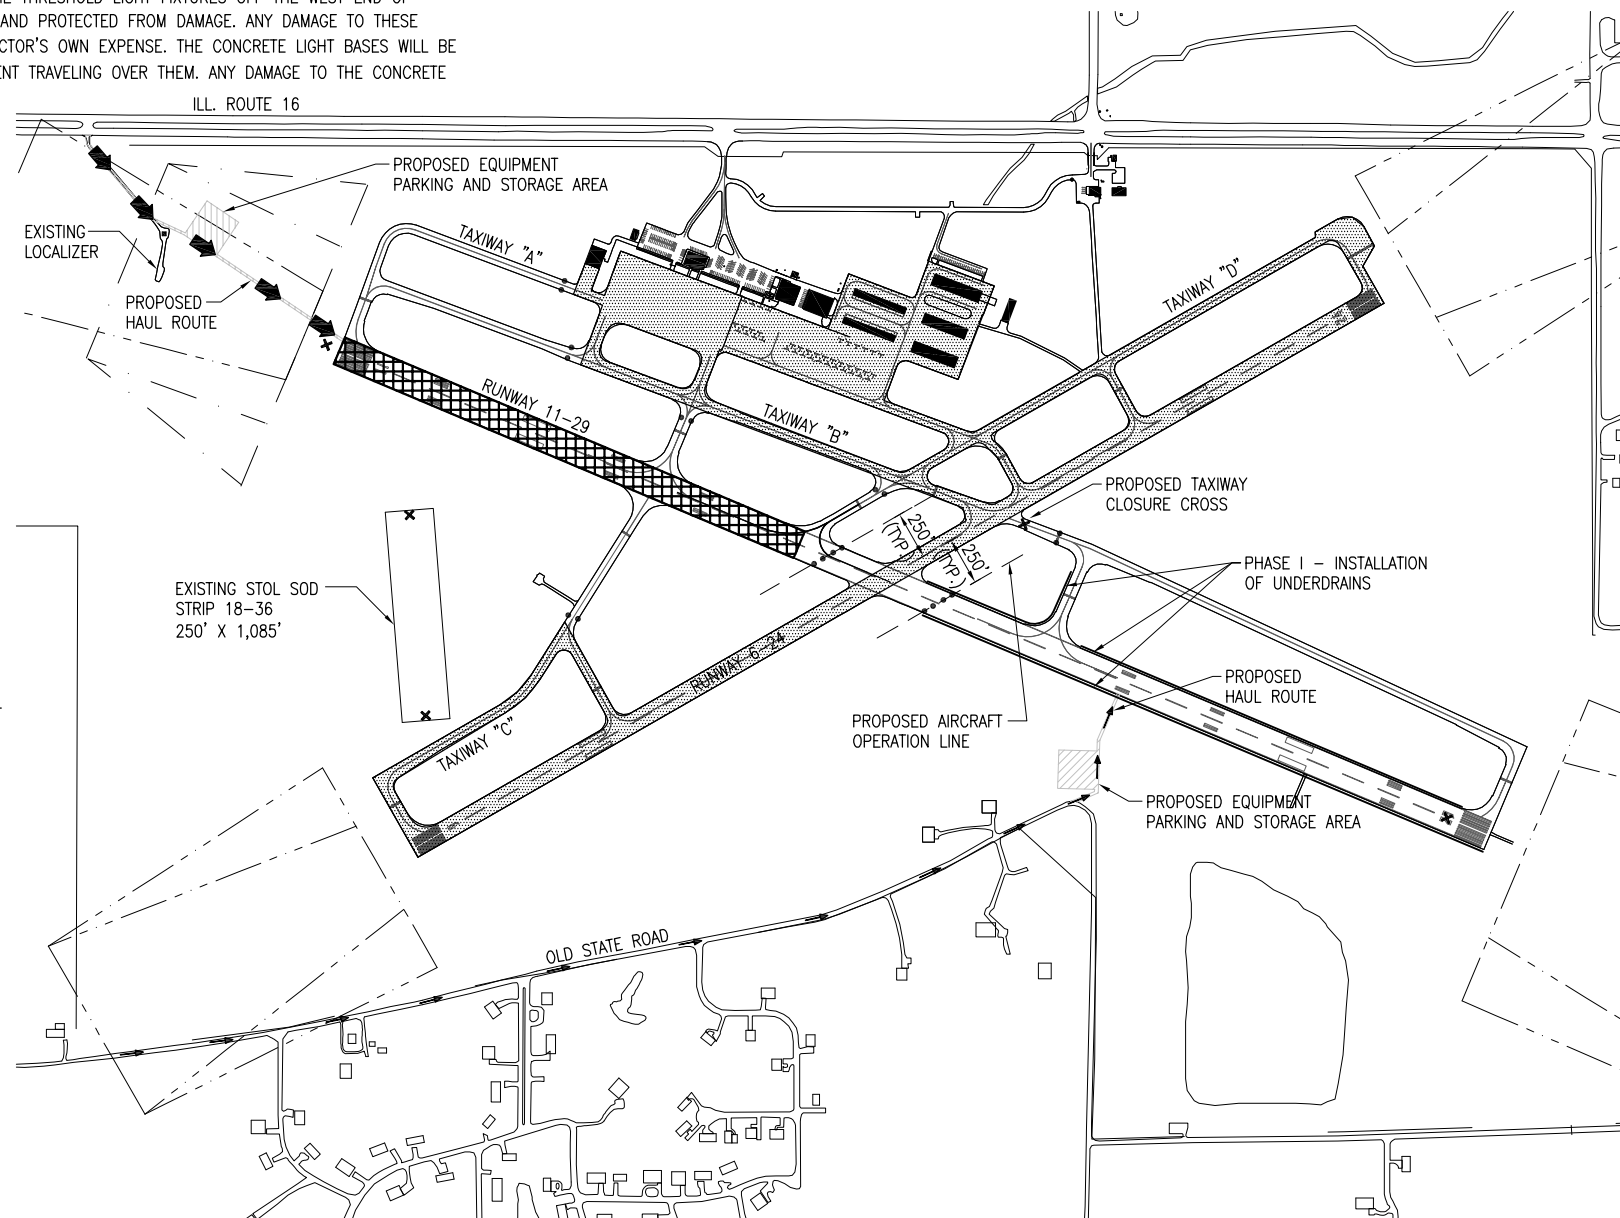 AND PROTECTED FROM DAMAGE. ANY DAMAGE TO THESE
CTOR'S OWN EXPENSE. THE CONCRETE LIGHT BASES WILL BE
ENT TRAVELING OVER THEM. ANY DAMAGE TO THE CONCRETE
ILL. ROUTE 16
PROPOSED EQUIPMENT
PARKING AND STORAGE AREA
EXISTING
LOCALIZER
PROPOSED
HAUL ROUTE
TAXIWAY "A"
TAXIWAY "D"
RUNWAY 11-29
TAXIWAY "B"
PROPOSED TAXIWAY
CLOSURE CROSS
250'
(TYP.)
250'
(TYP.)
PHASE I - INSTALLATION
OF UNDERDRAINS
EXISTING STOL SOD
STRIP 18-36
250' X 1,085'
RUNWAY 6-24
PROPOSED
HAUL ROUTE
PROPOSED AIRCRAFT
OPERATION LINE
TAXIWAY "C"
PROPOSED EQUIPMENT
PARKING AND STORAGE AREA
OLD STATE ROAD